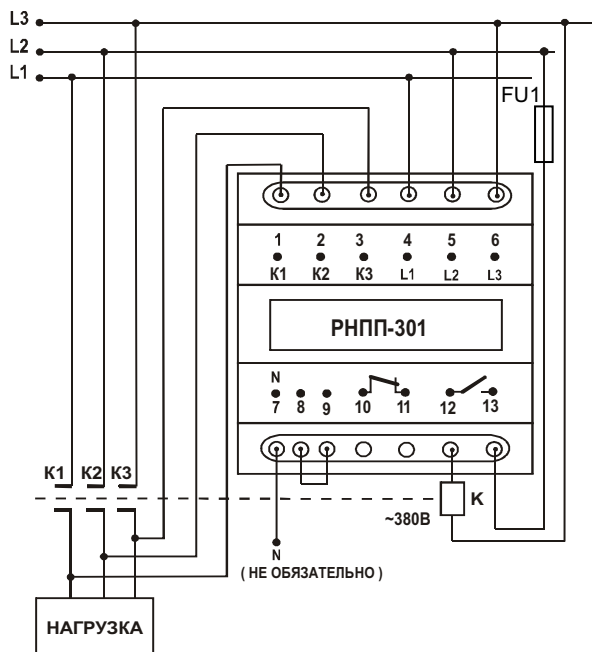 L3
L2
L1
FU1
1 2 3 4 5 6
К1 К2 К3 L1 L2 L3
РНПП-301
N
7 8 9 10 11 12 13
К1 К2 К3
K
~380В
N
( НЕ ОБЯЗАТЕЛЬНО )
НАГРУЗКА